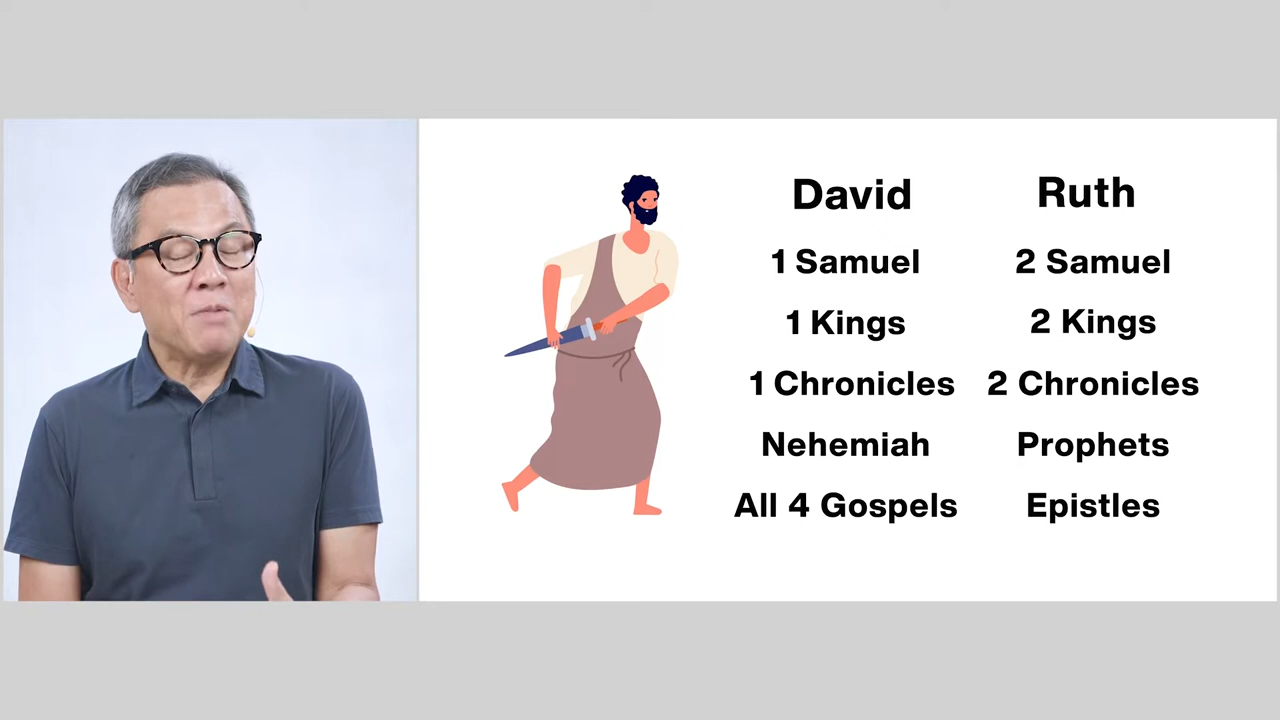 David Ruth
1 Samuel 2 Samuel
1 Kings 2 Kings
1 Chronicles 2 Chronicles
Nehemiah Prophets
All 4 Gospels Epistles